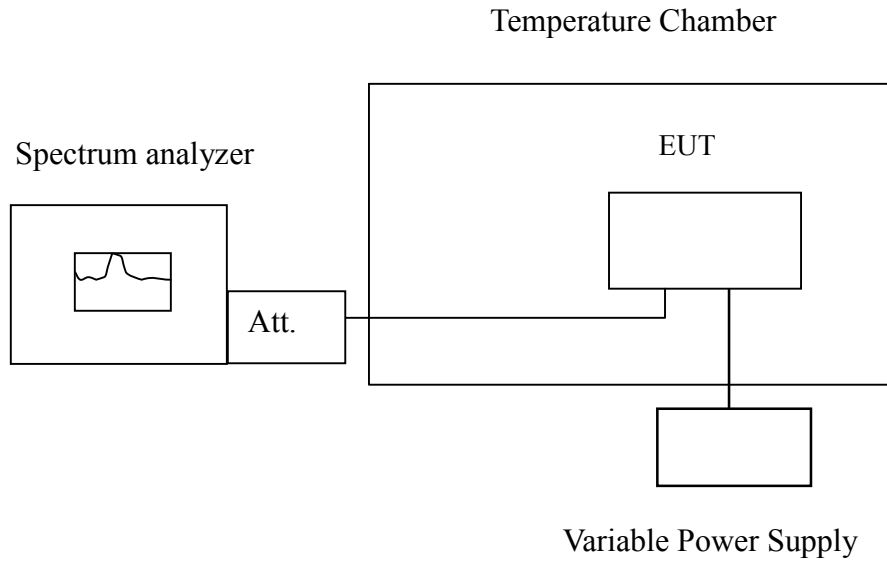 Temperature Chamber
Spectrum analyzer
EUT
Att.
Variable Power Supply